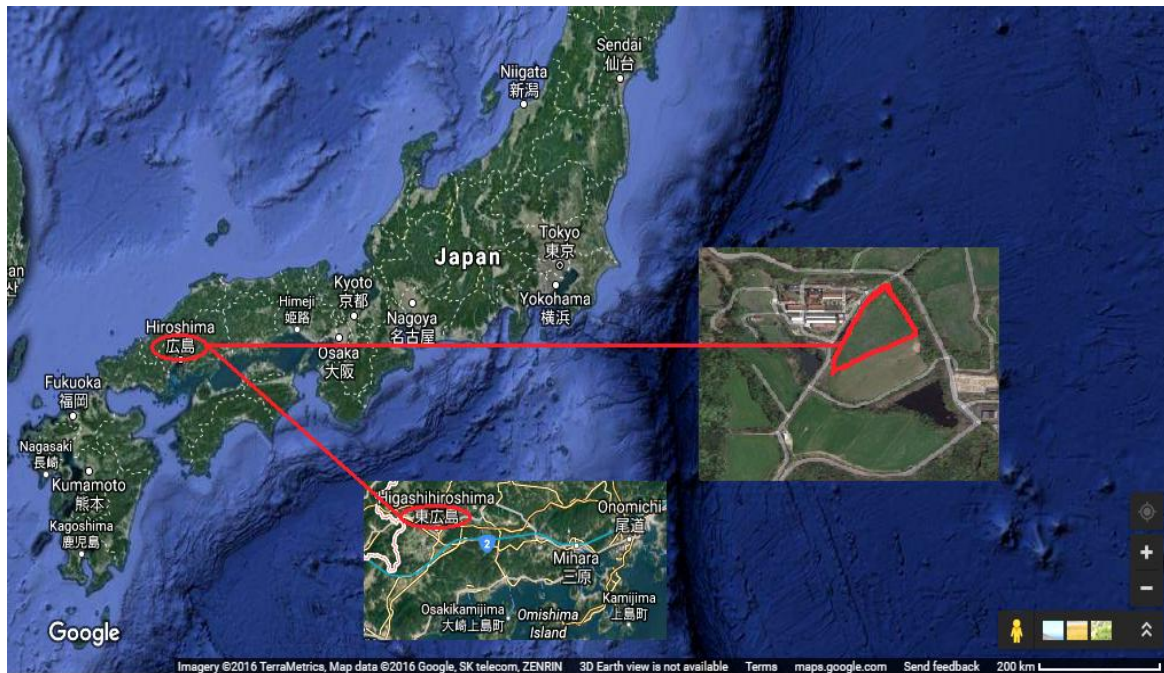 Sendai
仙台
Niigata
新潟
Tokyo
東京
Japan
Kyoto
京都
Himeji
姫路
Nagoya
名古屋
Yokohama
横浜
Osaka
大阪
Hiroshima
広島
Fukuoka
福岡
Nagasaki
長崎
Kumamoto
熊本
Kagoshima
鹿児島
an
산
Higashihiroshima
東広島
Onomichi
尾道
2
Mihara
三原
Osakikamijima
大崎上島町
Omishima
Island
Kamijima
上島町
Google
Imagery ©2016 TerraMetrics, Map data ©2016 Google, SK telecom, ZENRIN 3D Earth view is not available Terms maps.google.com Send feedback 200 km